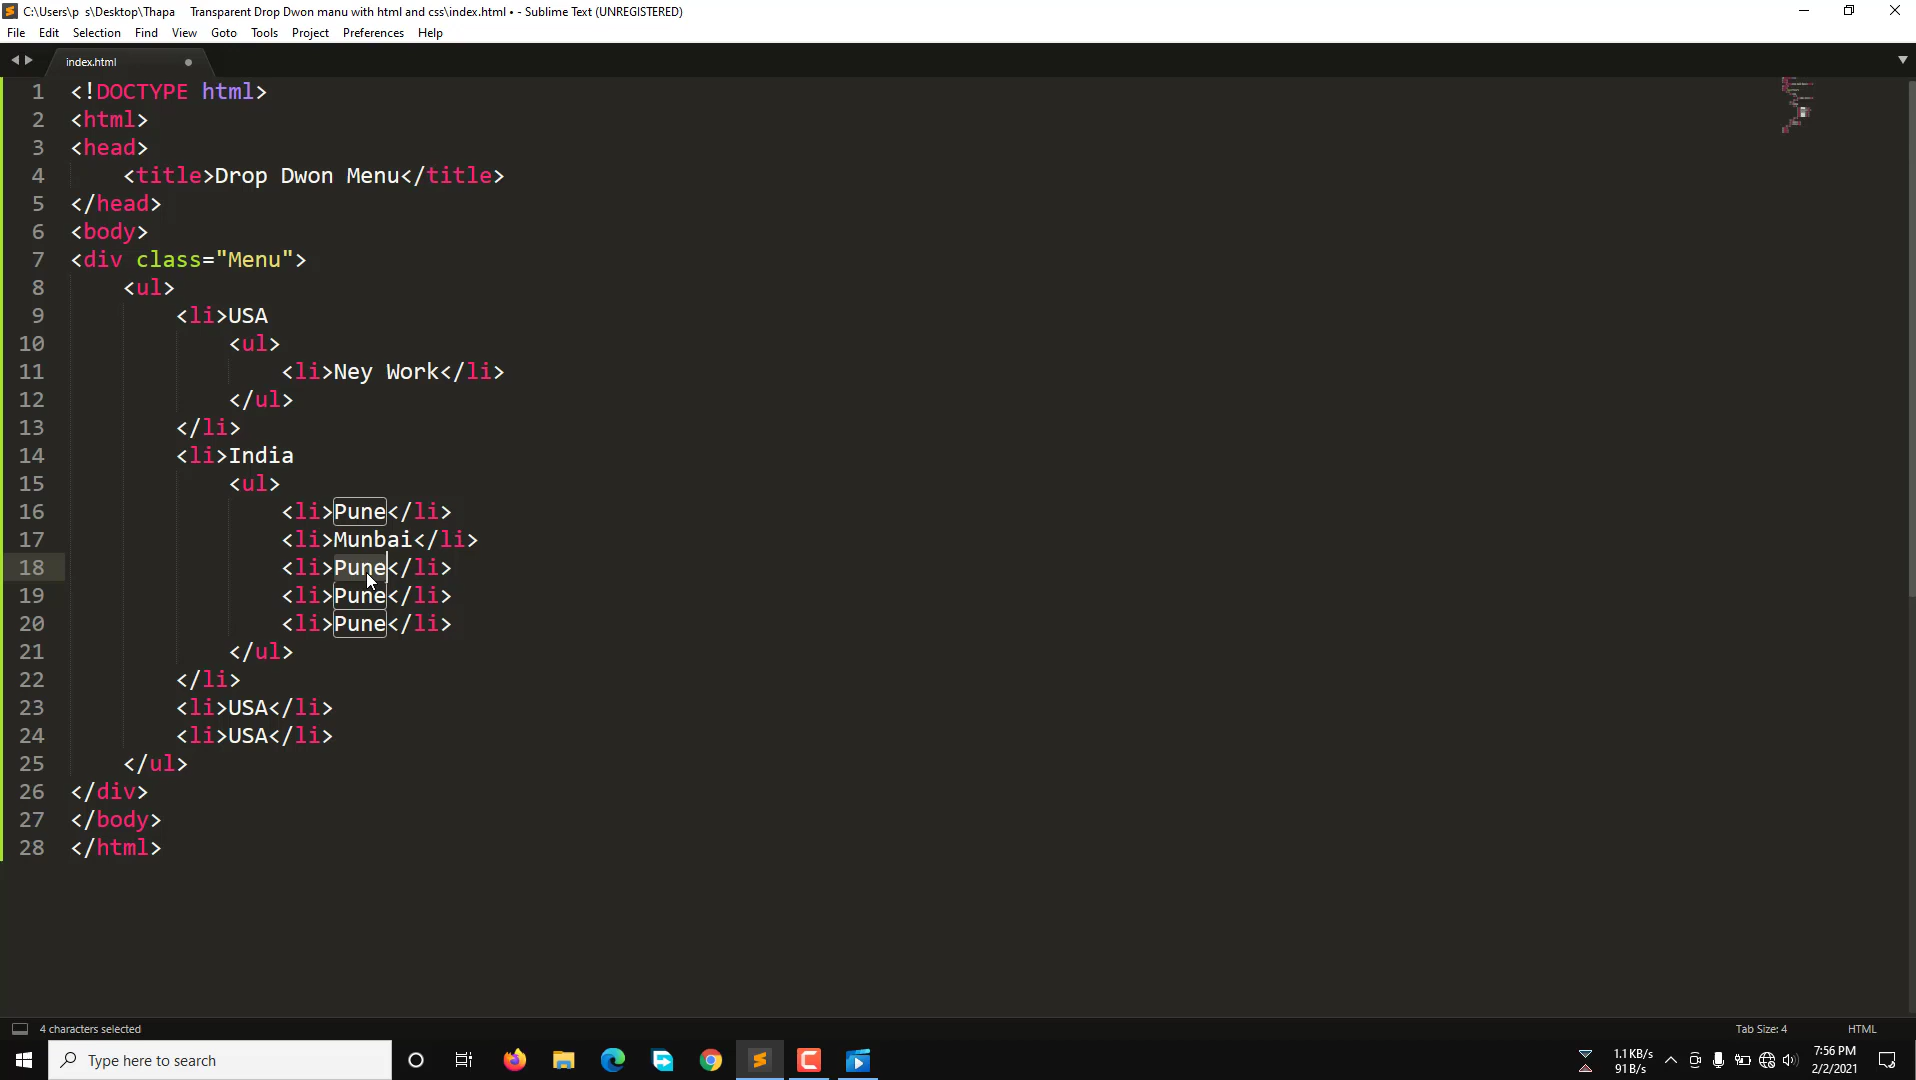 C:\Users\p s\Desktop\Thapa Transparent Drop Dwon manu with html and css\index.html • - Sublime Text (UNREGISTERED)
File Edit Selection Find View Goto Tools Project Preferences Help
index.html
1 <!DOCTYPE html>
2 <html>
3 <head>
4 <title>Drop Dwon Menu</title>
5 </head>
6 <body>
7 <div class="Menu">
8 <ul>
9 <li>USA
10 <ul>
11 <li>Ney Work</li>
12 </ul>
13 </li>
14 <li>India
15 <ul>
16 <li>Pune</li>
17 <li>Munbai</li>
18 <li>Pune</li>
19 <li>Pune</li>
20 <li>Pune</li>
21 </ul>
22 </li>
23 <li>USA</li>
24 <li>USA</li>
25 </ul>
26 </div>
27 </body>
28 </html>
4 characters selected Tab Size: 4 HTML
Type here to search
1.1 KB/s
91 B/s
7:56 PM
2/2/2021